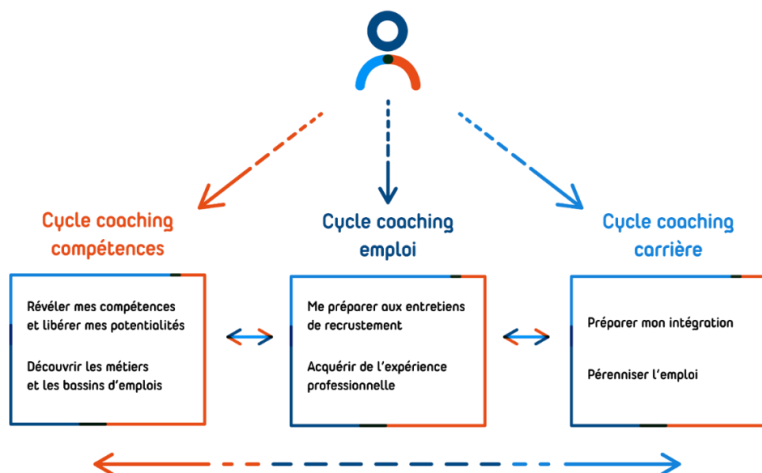 Cycle coaching
compétences
Cycle coaching
emploi
Cycle coaching
carrière
Révéler mes compétences
et libérer mes potentialités
Découvrir les métiers
et les bassins d'emplois
Me préparer aux entretiens
de recrustement
Acquérir de l'expérience
professionnelle
Préparer mon intégration
Pérenniser l'emploi